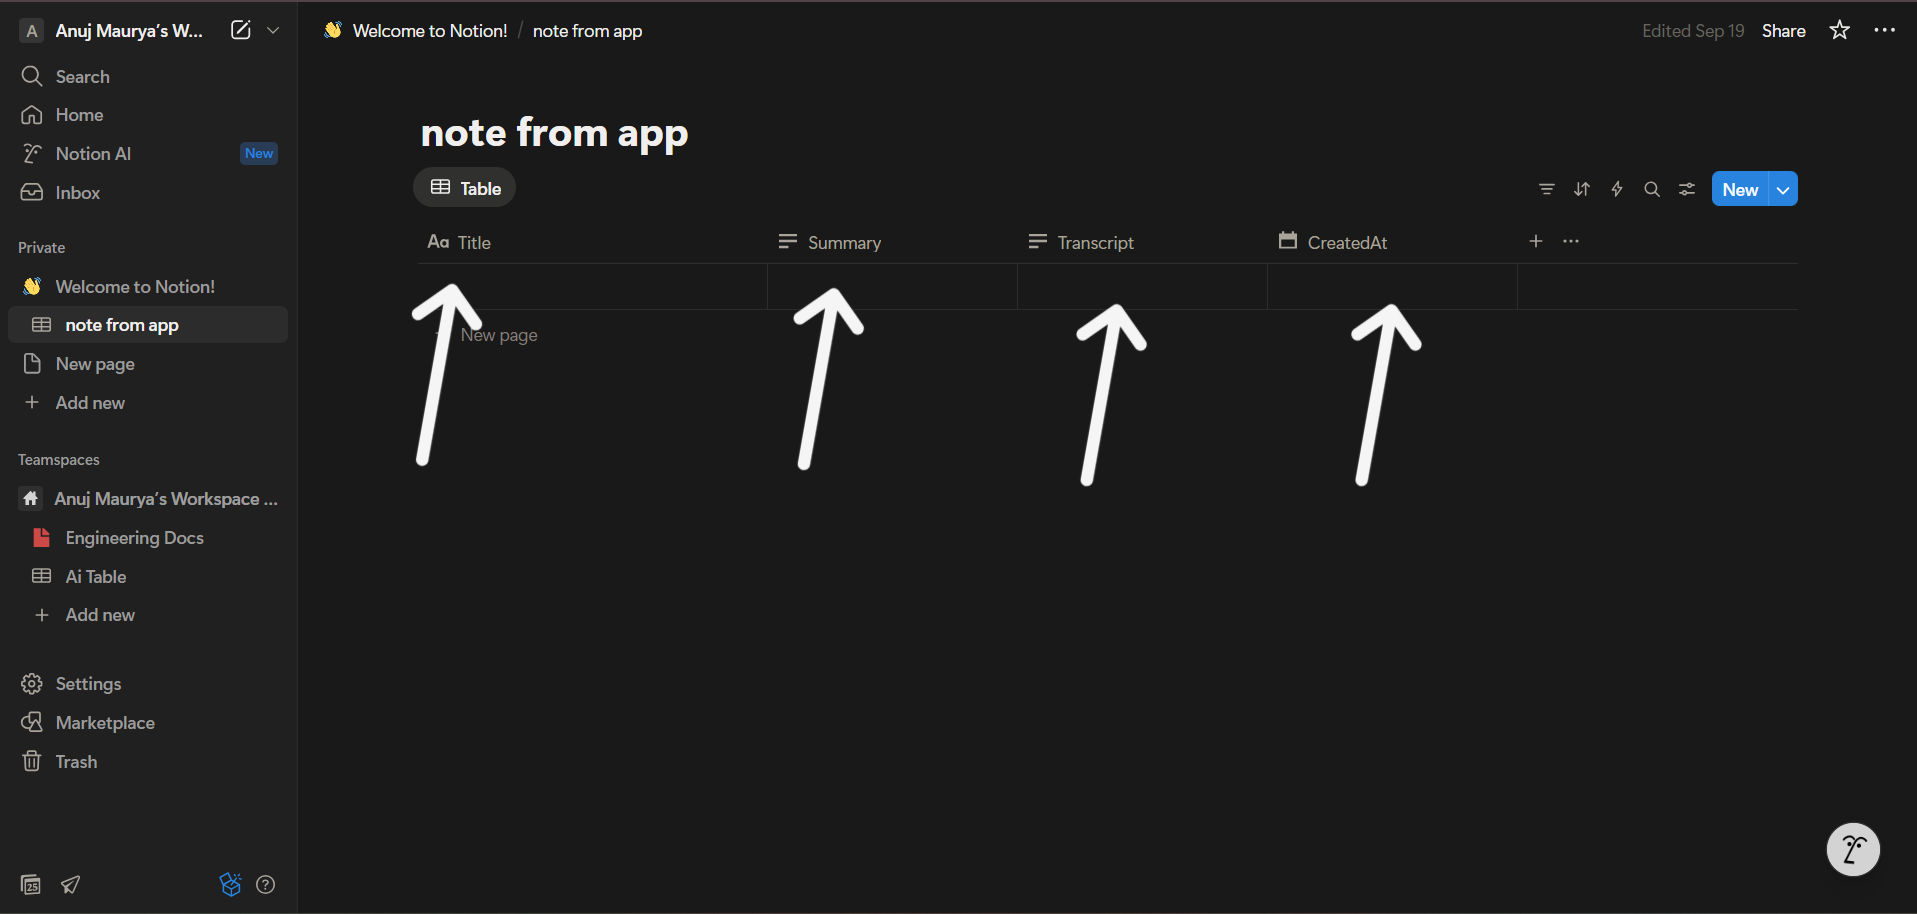 A Anuj Maurya's W...
Search
Home
Notion AI New
Inbox
Private
Welcome to Notion!
note from app
New page
Add new
Teamspaces
Anuj Maurya's Workspace ...
Engineering Docs
Ai Table
Add new
Settings
Marketplace
Trash
25
Welcome to Notion! / note from app
Edited Sep 19 Share
note from app
Table
New
Aa Title Summary Transcript CreatedAt
New page